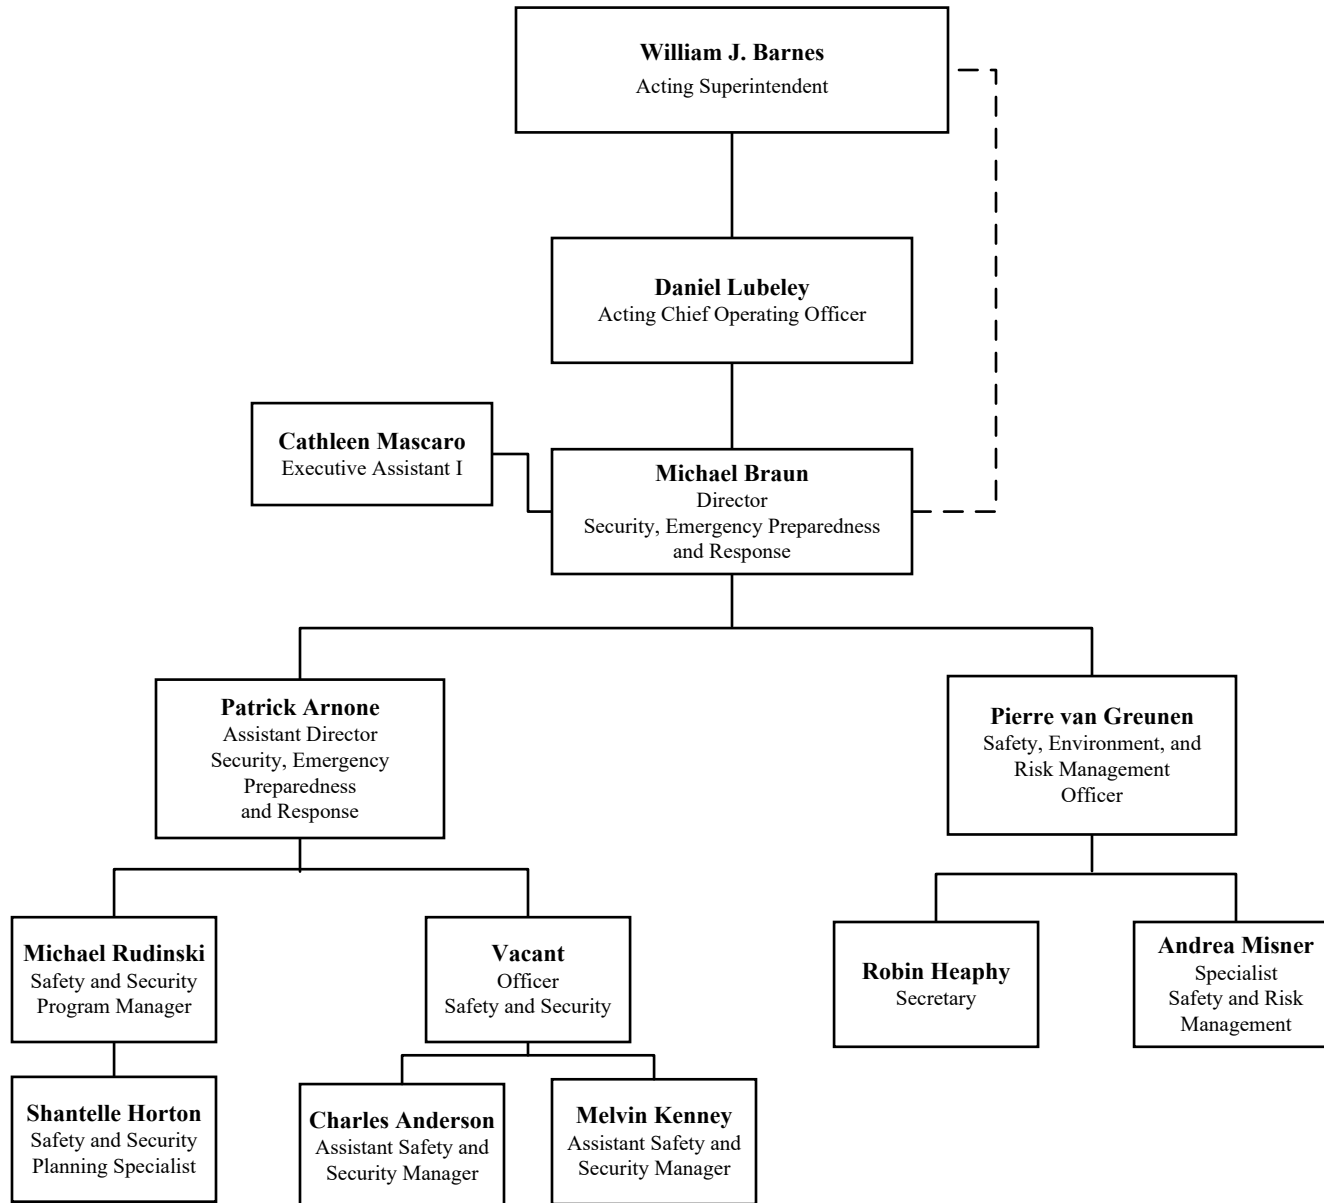 William J. Barnes
Acting Superintendent
Daniel Lubeley
Acting Chief Operating Officer
Cathleen Mascaro
Executive Assistant I
Michael Braun
Director
Security, Emergency Preparedness
and Response
Patrick Arnone
Assistant Director
Security, Emergency
Preparedness
and Response
Pierre van Greunen
Safety, Environment, and
Risk Management
Officer
Michael Rudinski
Safety and Security
Program Manager
Vacant
Officer
Safety and Security
Robin Heaphy
Secretary
Andrea Misner
Specialist
Safety and Risk
Management
Shantelle Horton
Safety and Security
Planning Specialist
Charles Anderson
Assistant Safety and
Security Manager
Melvin Kenney
Assistant Safety and
Security Manager